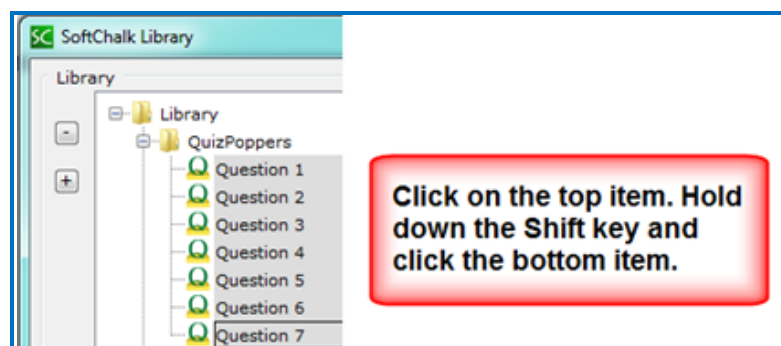 SC SoftChalk Library
Library
Library
QuizPoppers
Question 1
Question 2
Question 3
Question 4
Question 5
Question 6
Question 7
Click on the top item. Hold
down the Shift key and
click the bottom item.